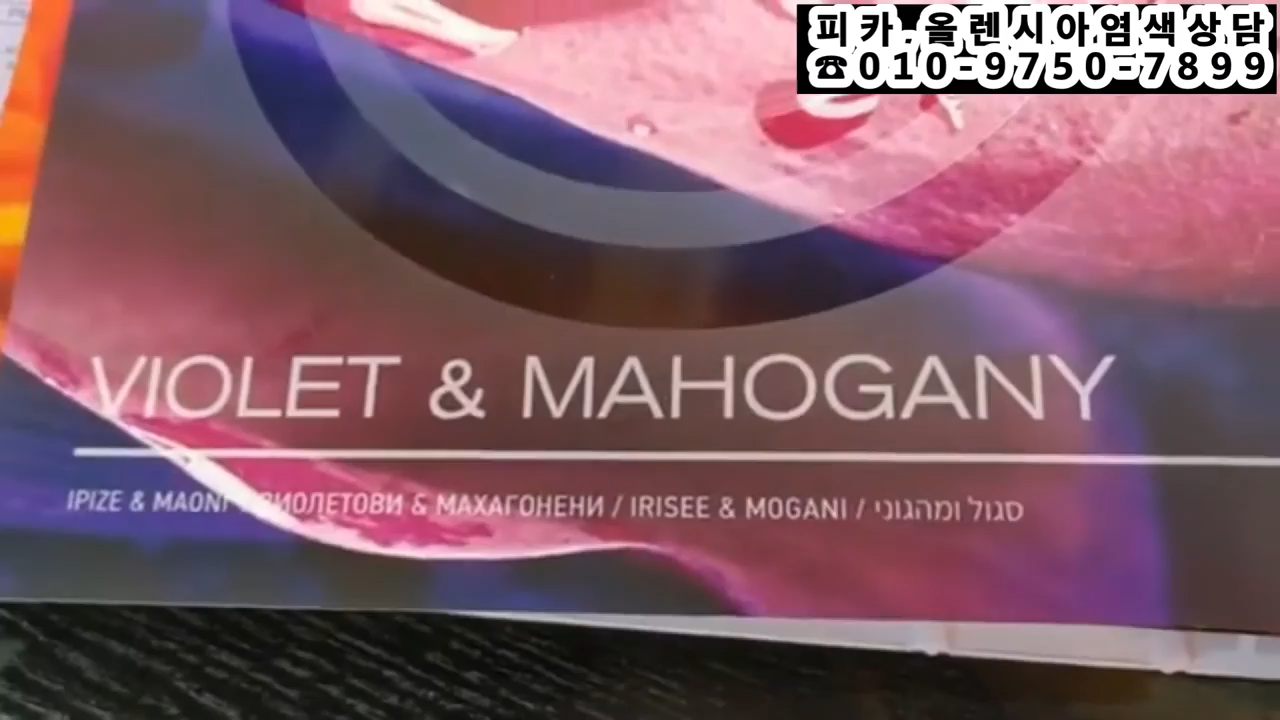 피카.올렌시아염색상담
☎010-9750-7899
VIOLET & MAHOGANY
IPIZE & MAONI / ВИОЛЕТОВИ & МАХАГОНЕНИ / IRISEE & MOGANI / סגול ומהגוני